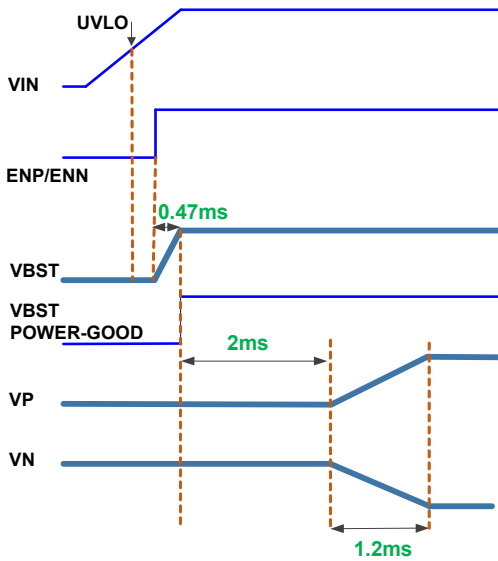 UVLO
VIN
ENP/ENN
0.47ms
VBST
VBST
POWER-GOOD
2ms
VP
VN
1.2ms